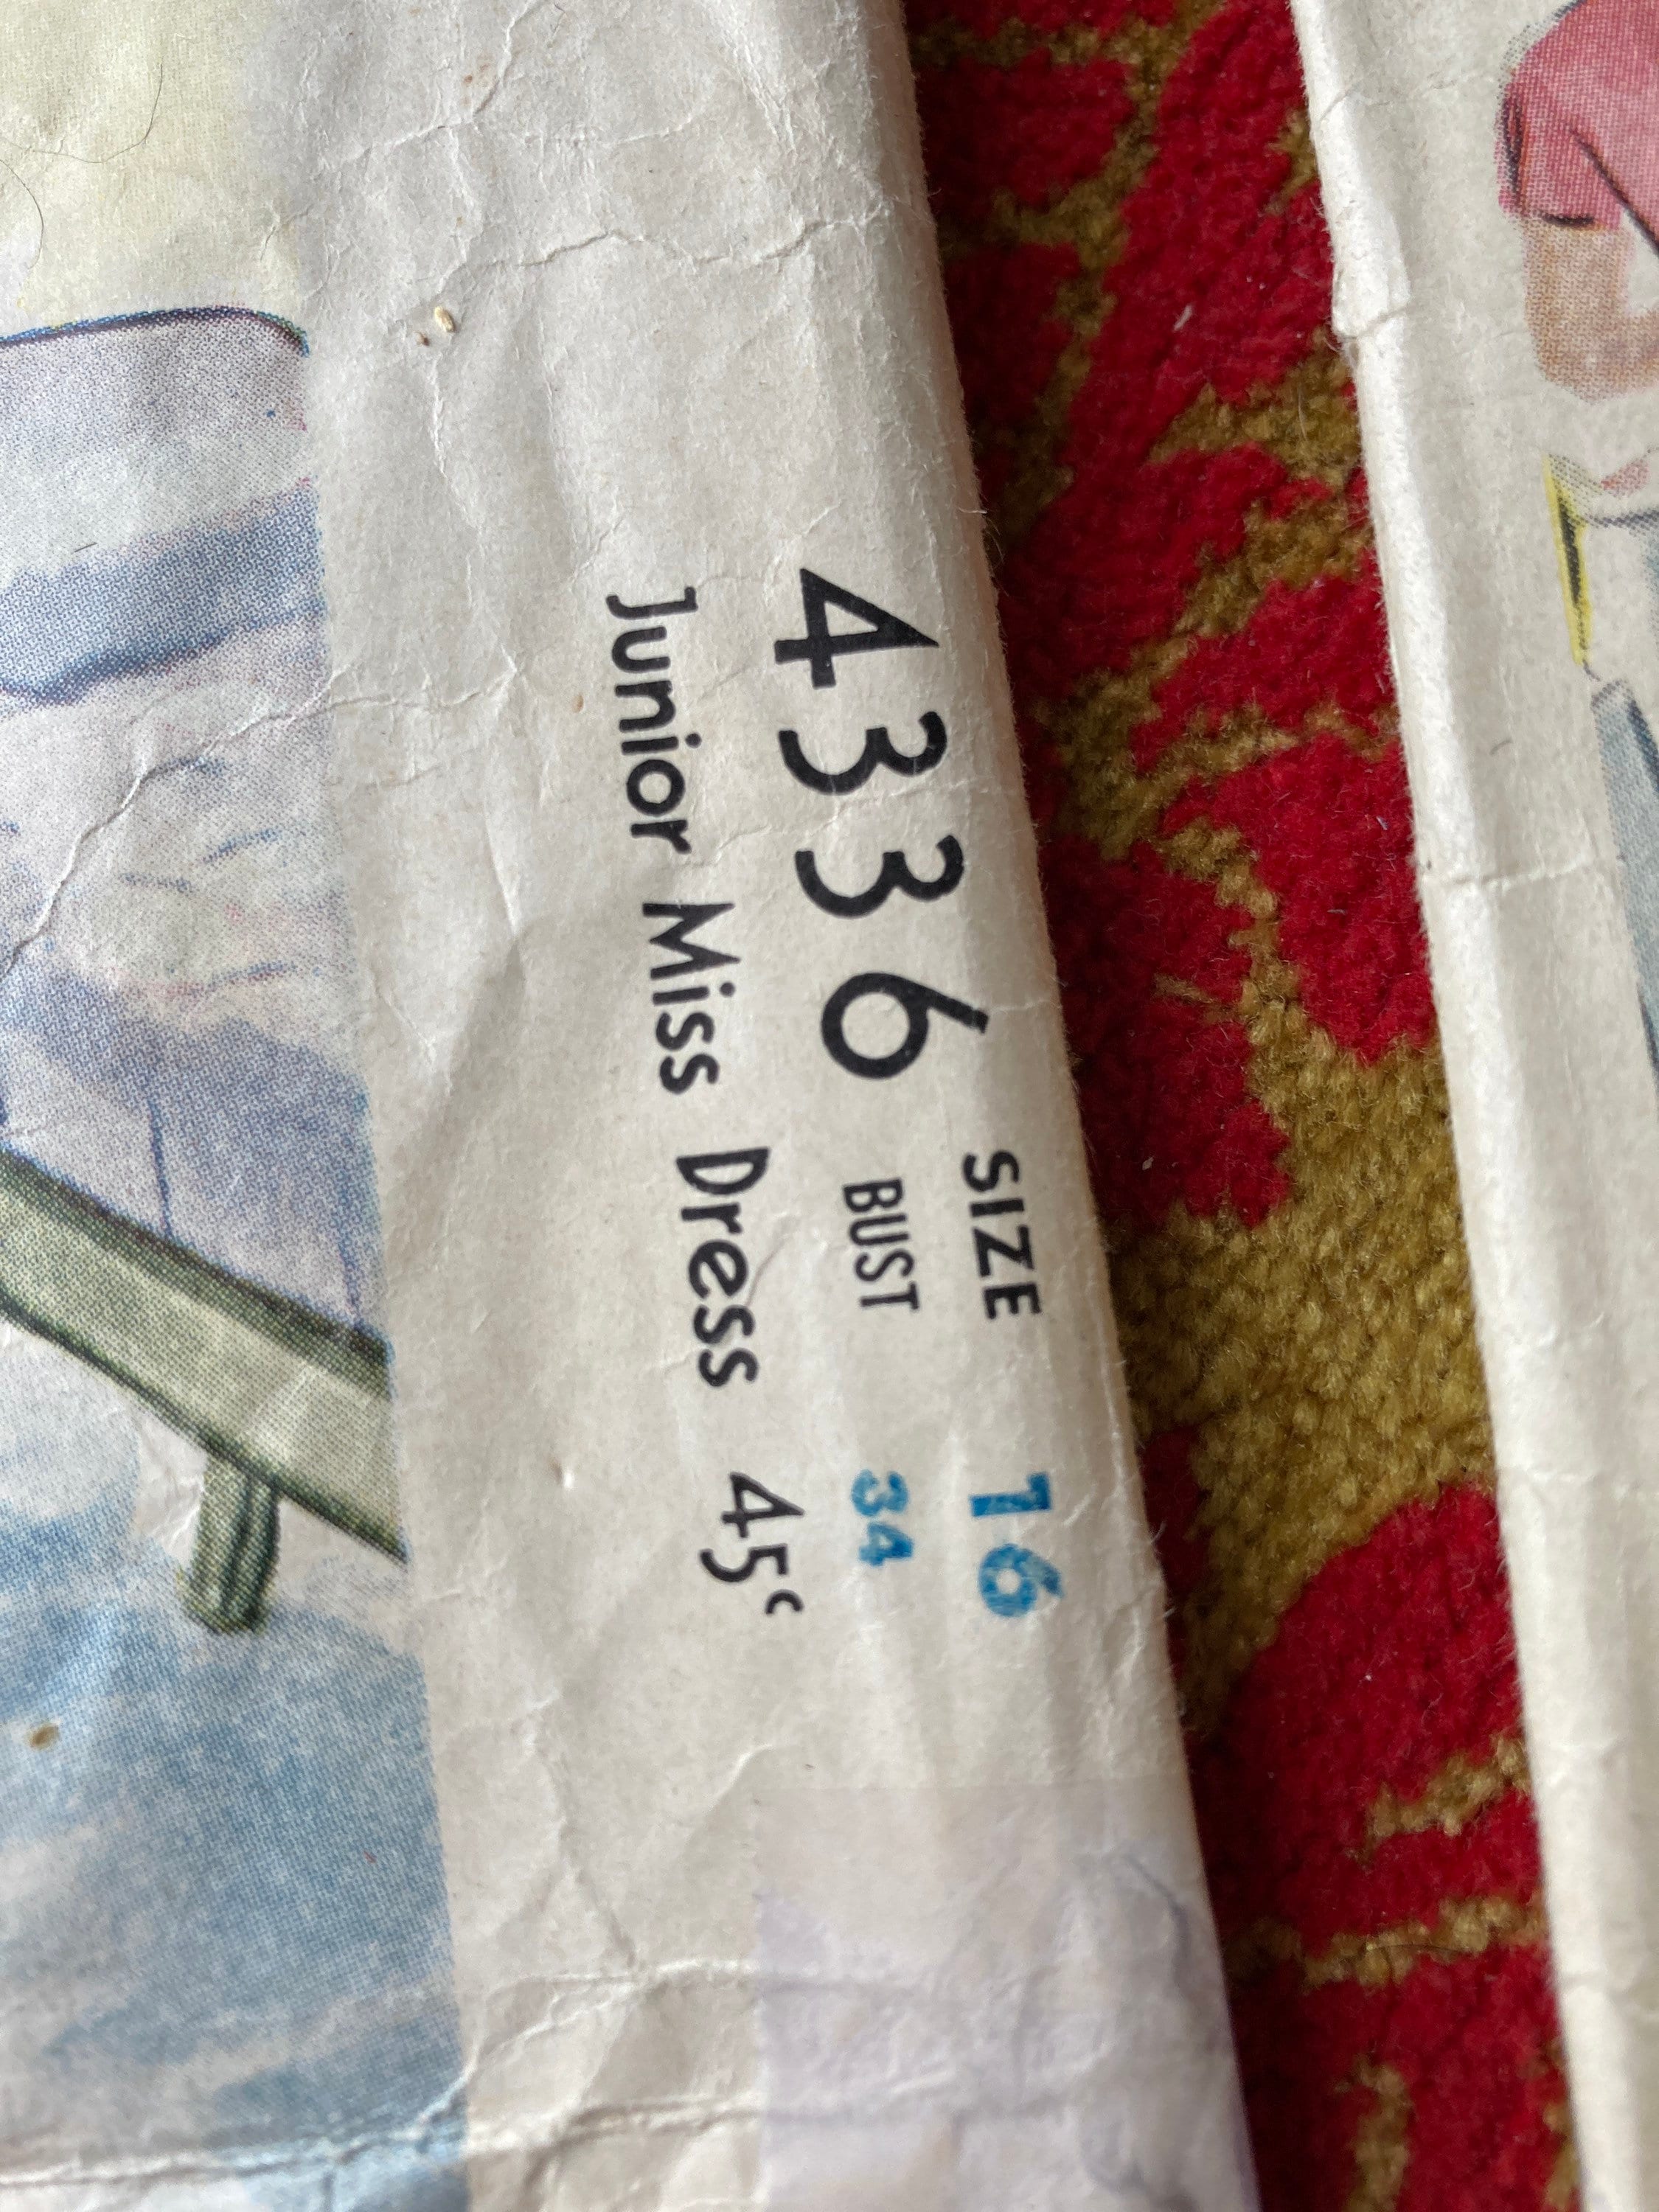 4336 SIZE 16
BUST 34
Junior Miss Dress 45c